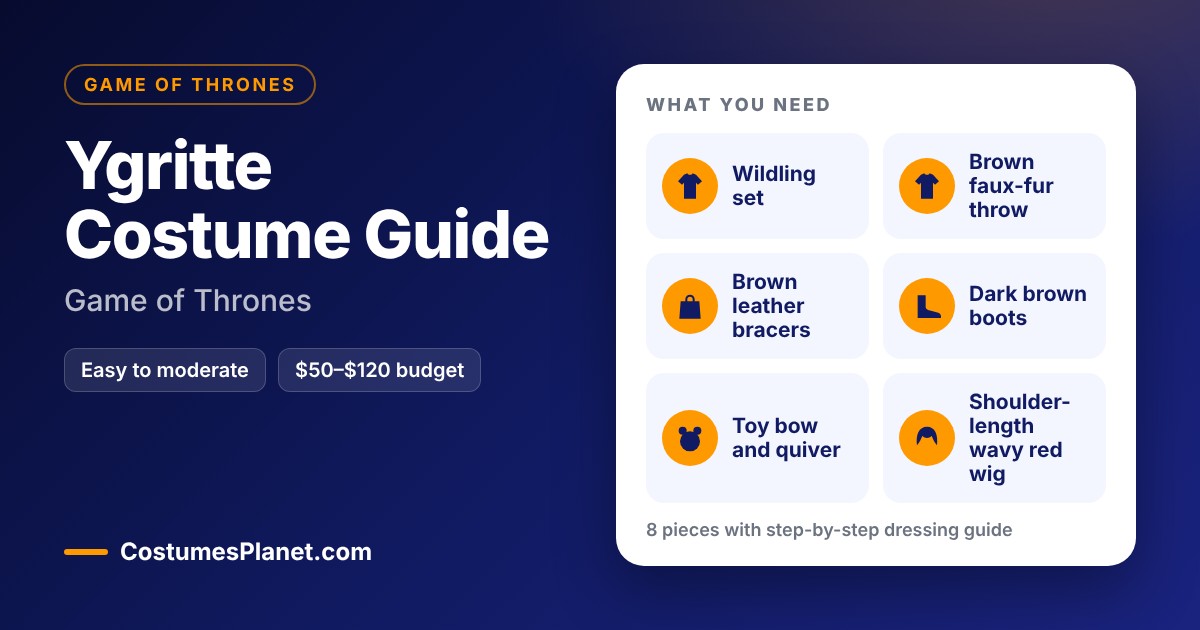 GAME OF THRONES
Ygritte
Costume Guide
Game of Thrones
Easy to moderate
$50–$120 budget
CostumesPlanet.com
WHAT YOU NEED
Wildling
set
Brown
faux-fur
throw
Brown
leather
bracers
Dark brown
boots
Toy bow
and quiver
Shoulder-
length
wavy red
wig
8 pieces with step-by-step dressing guide